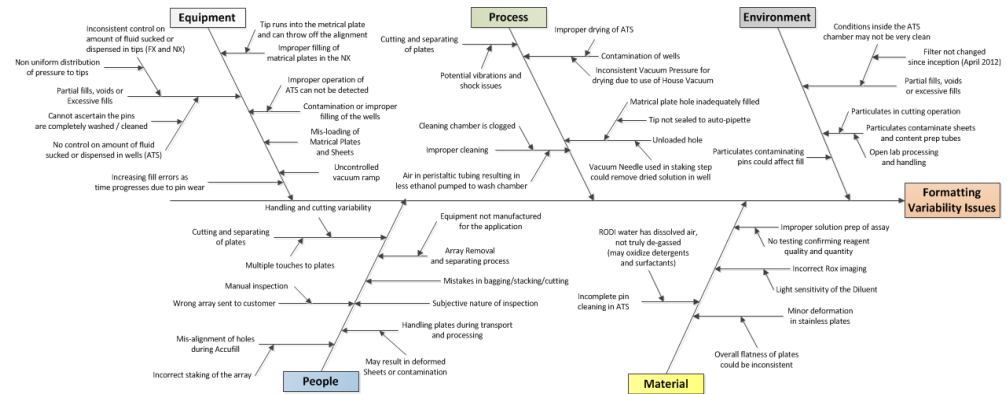 Equipment
Process
Environment
Inconsistent control on
amount of fluid sucked or
dispensed in tips (FX and NX)
Tip runs into the metrical plate
and can throw off the alignment
Non uniform distribution
of pressure to tips
Improper filling of
matrical plates in the NX
Partial fills, voids or
Excessive fills
Improper operation of
ATS can not be detected
Cannot ascertain the pins
are completely washed / cleaned
Contamination or improper
filling of the wells
No control on amount of fluid
sucked or dispensed in wells (ATS)
Mis-loading of
Matrical Plates
and Sheets
Increasing fill errors as
time progresses due to pin wear
Uncontrolled
vacuum ramp
Cutting and separating
of plates
Improper drying of ATS
Contamination of wells
Potential vibrations and
shock issues
Inconsistent Vacuum Pressure for
drying due to use of House Vacuum
Matrical plate hole inadequately filled
Tip not sealed to auto-pipette
Cleaning chamber is clogged
Unloaded hole
Improper cleaning
Vacuum Needle used in staking step
could remove dried solution in well
Air in peristaltic tubing resulting in
less ethanol pumped to wash chamber
Conditions inside the ATS
chamber may not be very clean
Filter not changed
since inception (April 2012)
Partial fills, voids
or excessive fills
Particulates in cutting operation
Particulates contaminate sheets
and content prep tubes
Particulates contaminating
pins could affect fill
Open lab processing
and handling
Formatting
Variability Issues
Handling and cutting variability
Equipment not manufactured
for the application
Cutting and separating
of plates
Array Removal
and separating process
Multiple touches to plates
Mistakes in bagging/stacking/cutting
Manual inspection
Wrong array sent to customer
Subjective nature of inspection
Handling plates during transport
and processing
Mis-alignment of holes
during Accufill
May result in deformed
Sheets or contamination
Incorrect staking of the array
People
RODI water has dissolved air,
not truly de-gassed
(may oxidize detergents
and surfactants)
Improper solution prep of assay
No testing confirming reagent
quality and quantity
Incorrect Rox imaging
Light sensitivity of the Diluent
Incomplete pin
cleaning in ATS
Minor deformation
in stainless plates
Overall flatness of plates
could be inconsistent
Material